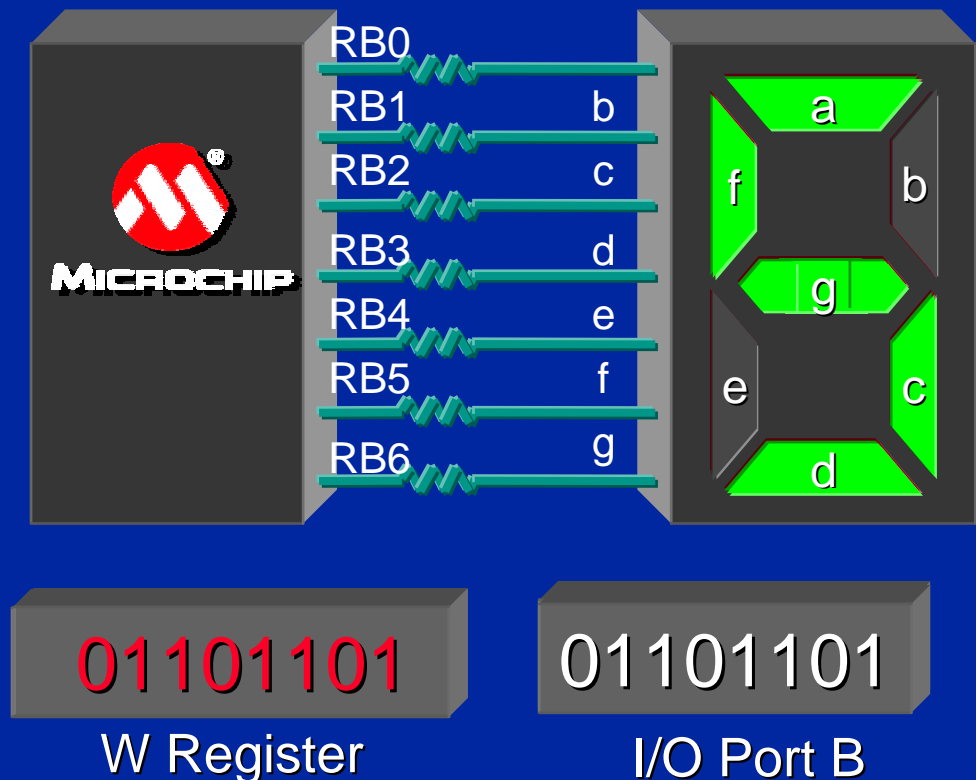 RB0
a
RB1
b
f
b
RB2
c
®
MICROCHIP
RB3
d
g
RB4
e
RB5
f
e
c
RB6
g
d
01101101
01101101
W Register
I/O Port B